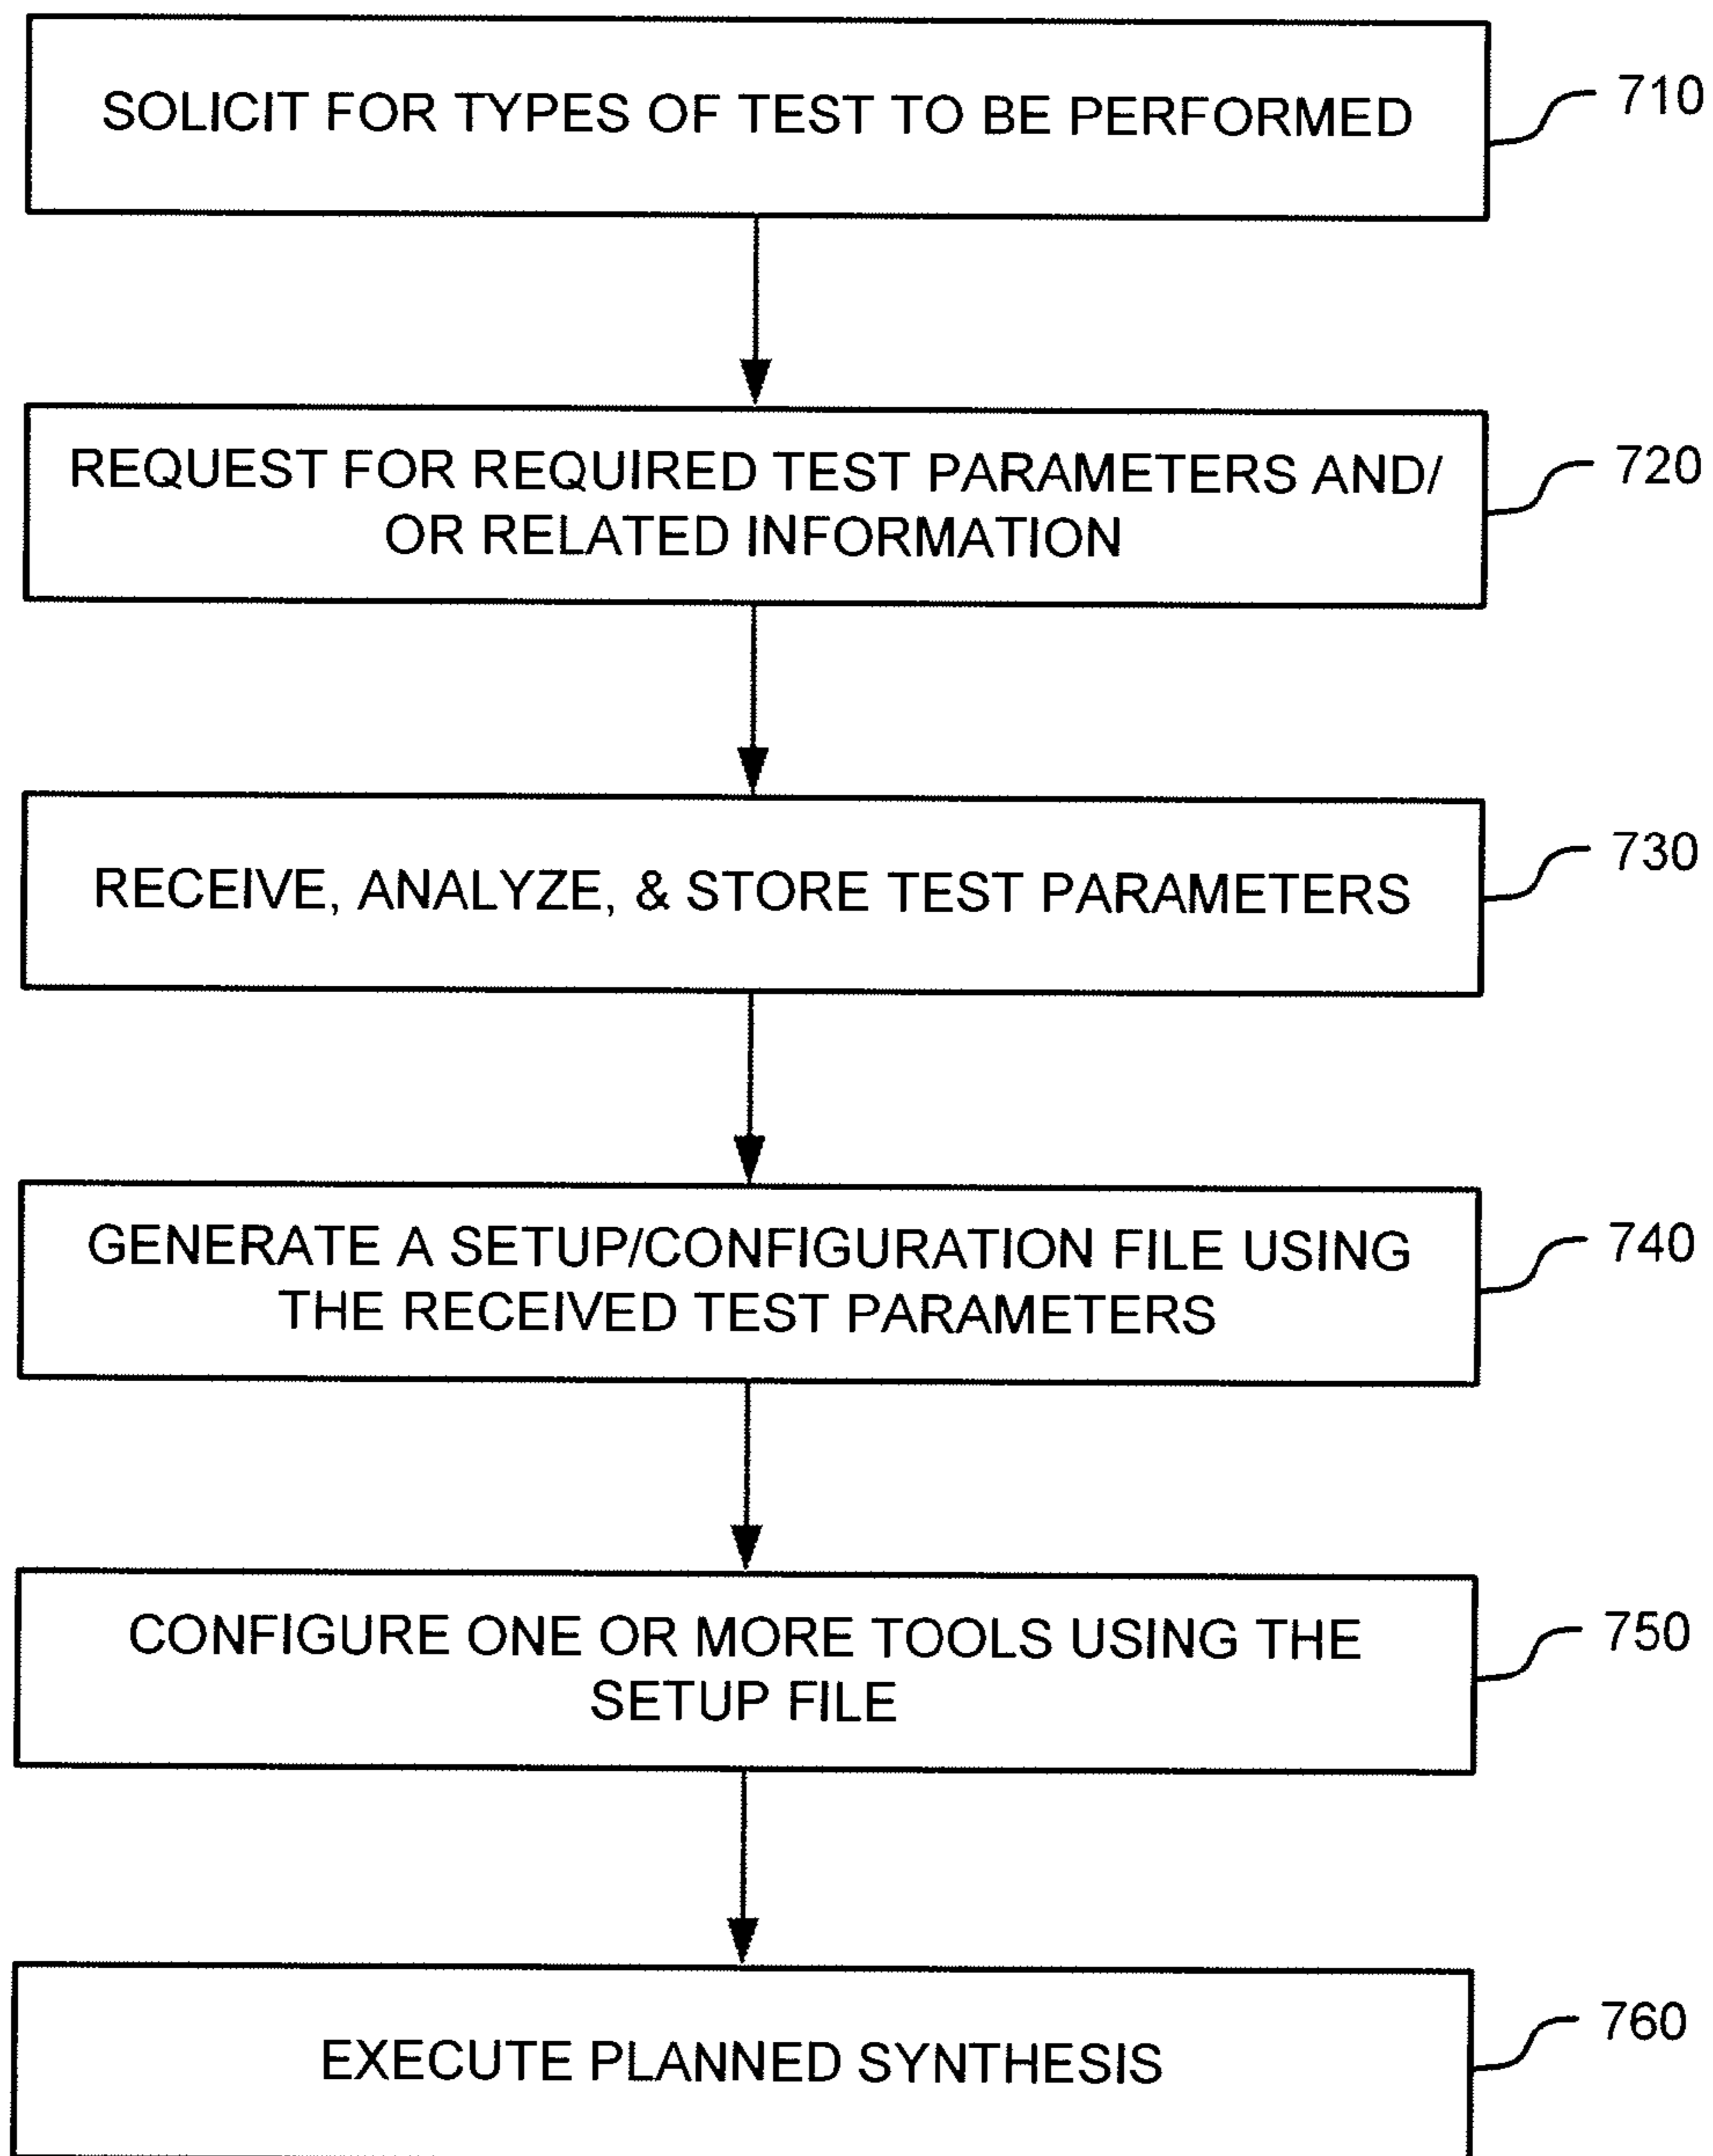 SOLICIT FOR TYPES OF TEST TO BE PERFORMED
710
REQUEST FOR REQUIRED TEST PARAMETERS AND/
OR RELATED INFORMATION
720
RECEIVE, ANALYZE, & STORE TEST PARAMETERS
730
GENERATE A SETUP/CONFIGURATION FILE USING
THE RECEIVED TEST PARAMETERS
740
CONFIGURE ONE OR MORE TOOLS USING THE
SETUP FILE
750
EXECUTE PLANNED SYNTHESIS
760